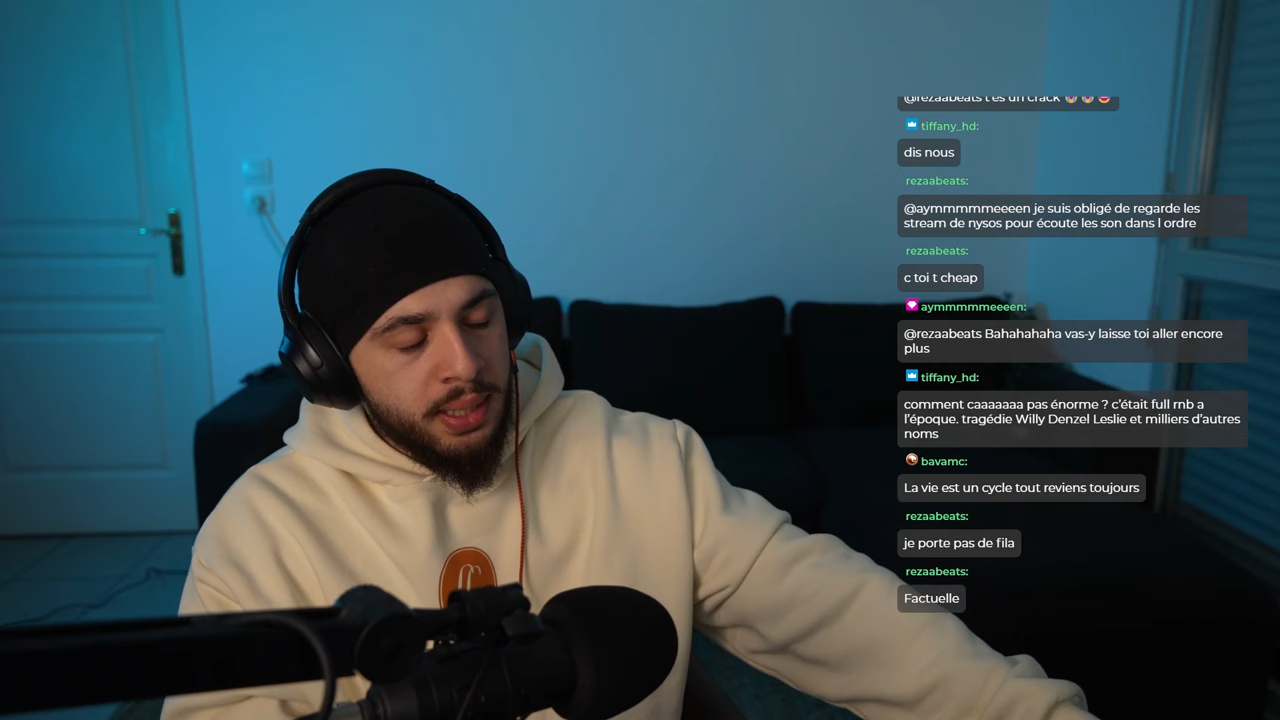 @rezaabeats t'es un crack
tiffany_hd:
dis nous
rezaabeats:
@aymmmmmeeeen je suis obligé de regarde les
stream de nysos pour écoute les son dans l ordre
rezaabeats:
c toi t cheap
aymmmmmeeeen:
@rezaabeats Bahahahaha vas-y laisse toi aller encore
plus
tiffany_hd:
comment caaaaaaa pas énorme ? c'était full rnb a
l'époque. tragédie Willy Denzel Leslie et milliers d'autres
noms
bavamc:
La vie est un cycle tout reviens toujours
rezaabeats:
je porte pas de fila
rezaabeats:
Factuelle